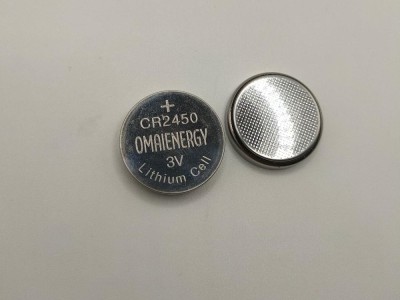 +
CR2450
OMAIENERGY
3V
Lithium Cell